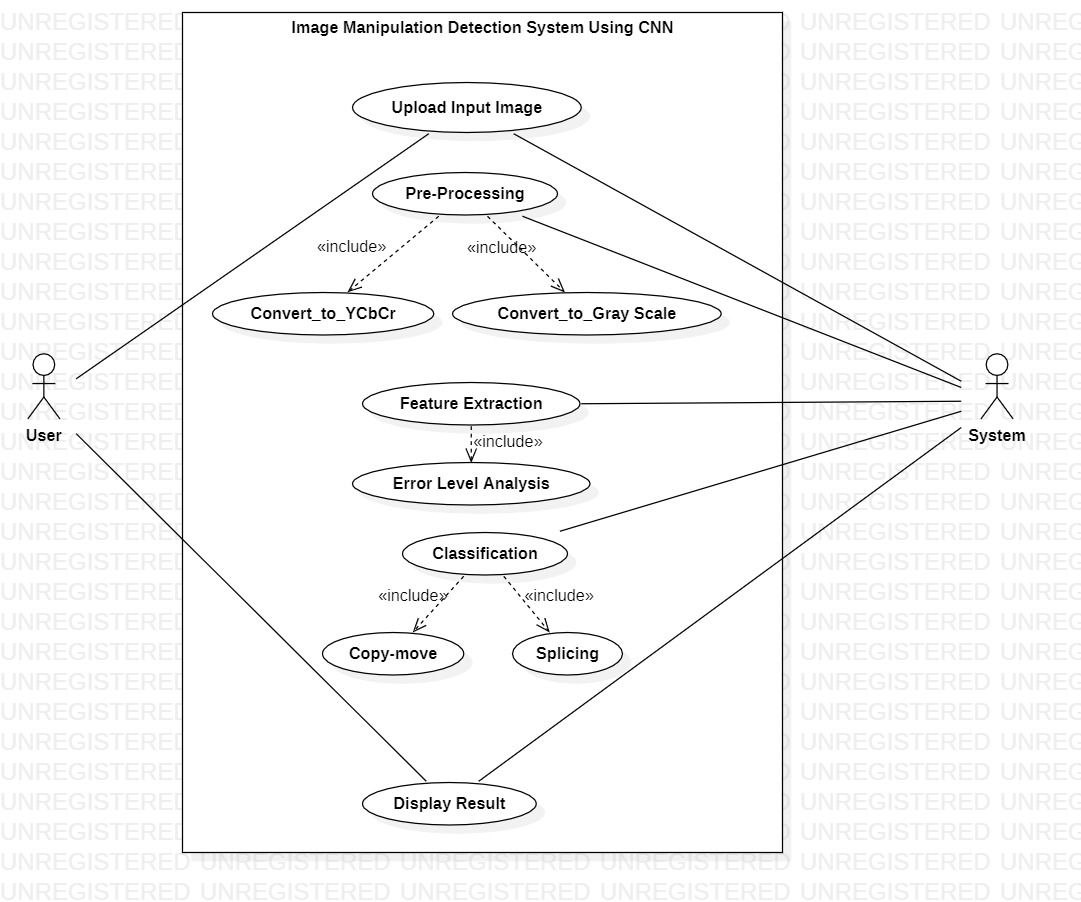 Image Manipulation Detection System Using CNN
Upload Input Image
Pre-Processing
«include» «include»
Convert_to_YCbCr Convert_to_Gray Scale
Feature Extraction
User System
«include»
Error Level Analysis
Classification
«include» «include»
Copy-move Splicing
Display Result
UNREGISTERED